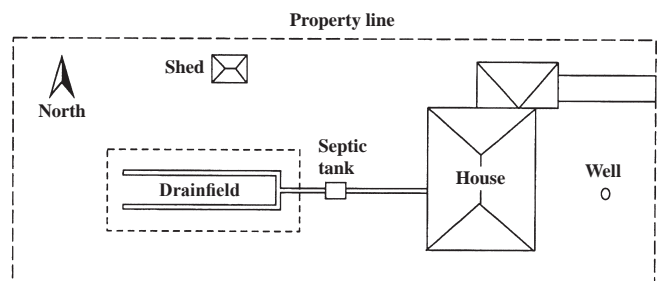 Property line
Shed
North
Septic
tank
Drainfield
House
Well